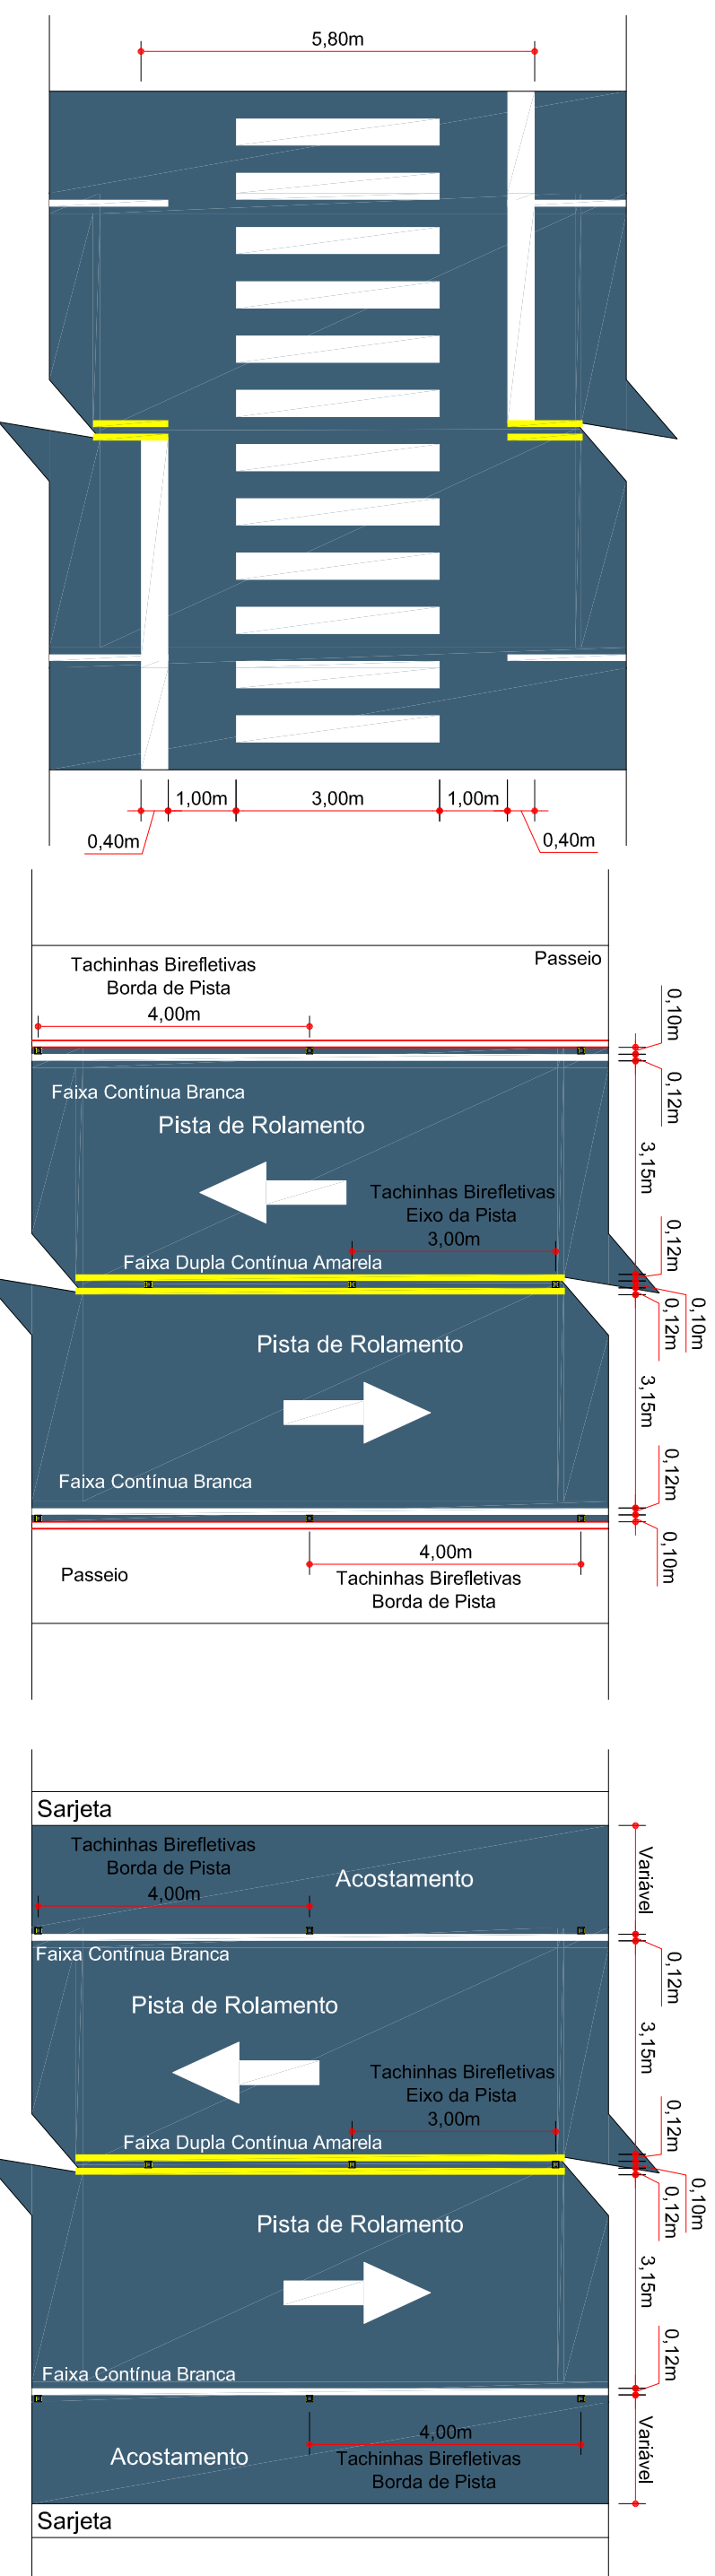 5,80m
1,00m
3,00m
1,00m
0,40m
0,40m
Passeio
Tachinhas Birefletivas
Borda de Pista
4,00m
0,10m
Faixa Contínua Branca
0,12m
Pista de Rolamento
3,15m
Tachinhas Birefletivas
Eixo da Pista
3,00m
0,12m
Faixa Dupla Contínua Amarela
0,10m
0,12m
Pista de Rolamento
3,15m
Faixa Contínua Branca
0,12m
0,10m
4,00m
Passeio
Tachinhas Birefletivas
Borda de Pista
Sarjeta
Tachinhas Birefletivas
Borda de Pista
4,00m
Acostamento
Variável
Faixa Contínua Branca
0,12m
Pista de Rolamento
3,15m
Tachinhas Birefletivas
Eixo da Pista
3,00m
0,12m
Faixa Dupla Contínua Amarela
0,10m
0,12m
Pista de Rolamento
3,15m
0,12m
Faixa Contínua Branca
4,00m
Variável
Acostamento
Tachinhas Birefletivas
Borda de Pista
Sarjeta